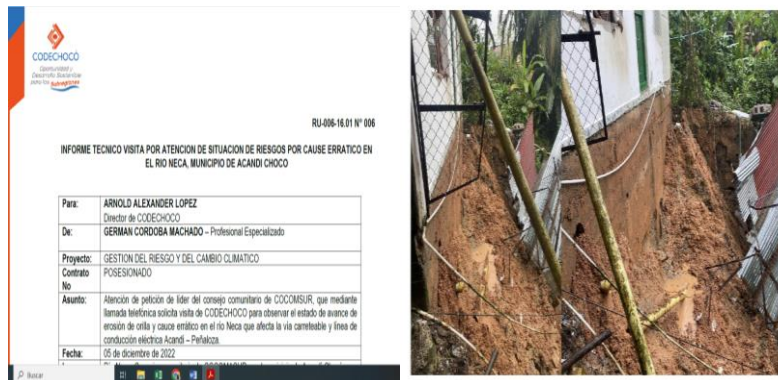 CODECHOCÓ
Oportunidad y
Desarrollo Sostenible
para las Subregiones
RU-006-16.01 N° 006
INFORME TECNICO VISITA POR ATENCION DE SITUACION DE RIESGOS POR CAUSE ERRATICO EN
EL RIO NECA, MUNICIPIO DE ACANDI CHOCO
Para: ARNOLD ALEXANDER LOPEZ
Director de CODECHOCO
De: GERMAN CORDOBA MACHADO – Profesional Especializado
Proyecto: GESTION DEL RIESGO Y DEL CAMBIO CLIMATICO
Contrato POSESIONADO
No
Asunto: Atención de petición de líder del consejo comunitario de COCOMSUR, que mediante
llamada telefónica solicita visita de CODECHOCO para observar el estado de avance de
erosión de orilla y cauce errático en el río Neca que afecta la vía carreteable y línea de
conducción eléctrica Acandi – Peñaloza.
Fecha: 05 de diciembre de 2022
Buscar